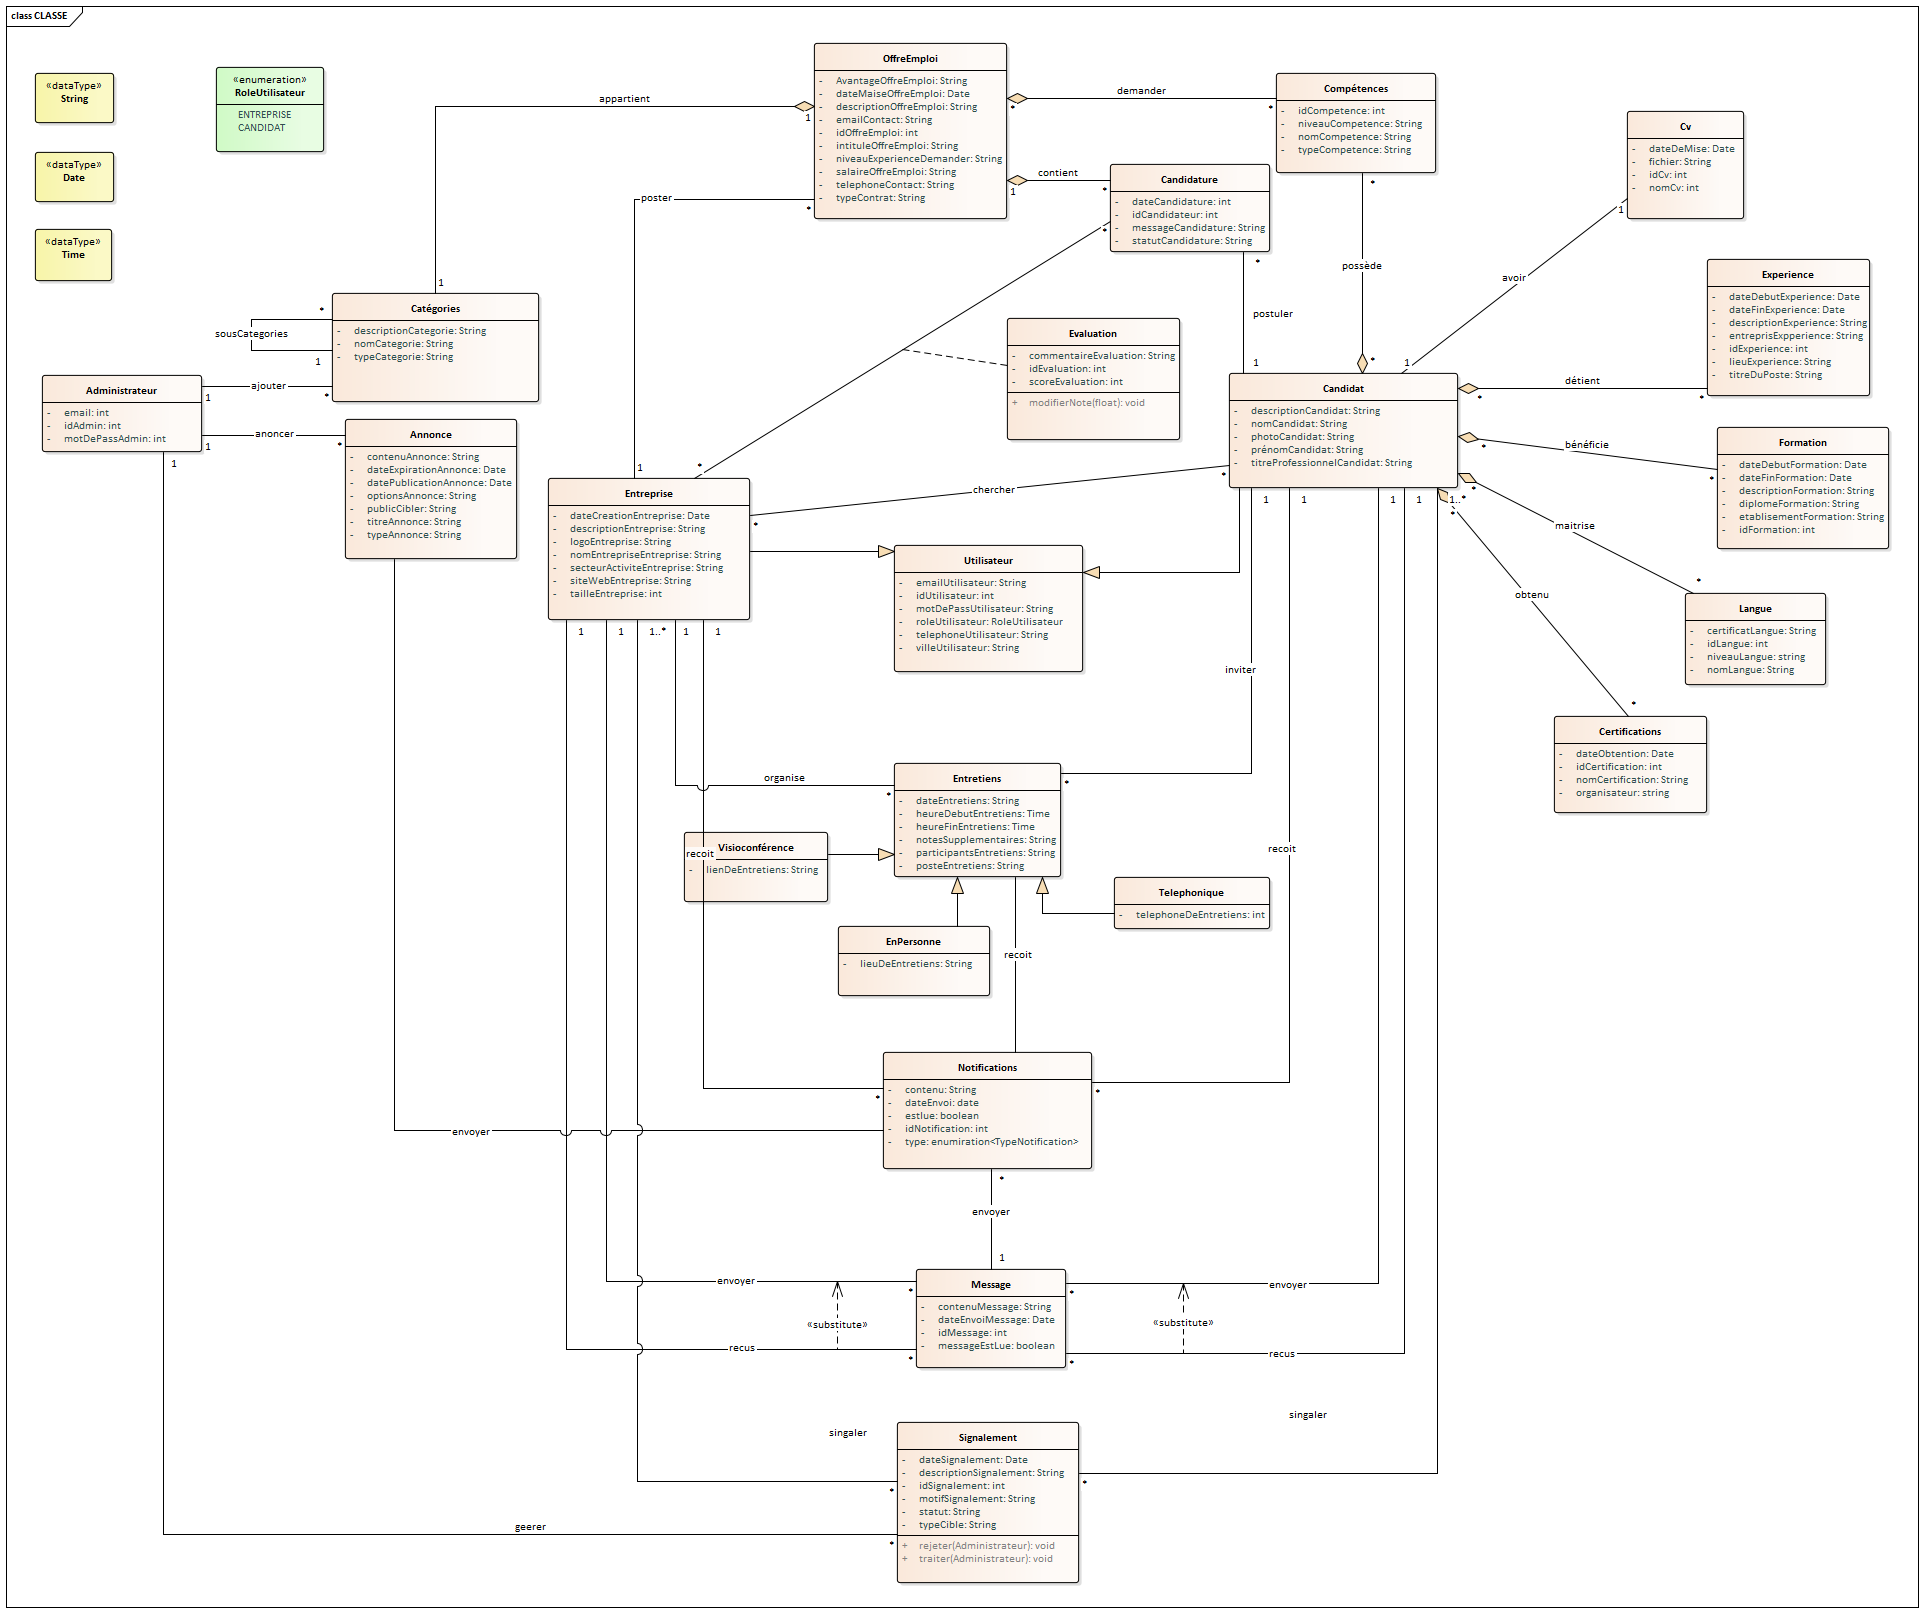 class CLASSE
«dataType»
String
«dataType»
Date
«dataType»
Time
«enumeration»
RoleUtilisateur
ENTREPRISE
CANDIDAT
OffreEmploi
- AvantageOffreEmploi: String
- dateMaiseOffreEmploi: Date
- descriptionOffreEmploi: String
- emailContact: String
- idOffreEmploi: int
- intituleOffreEmploi: String
- niveauExperienceDemander: String
- salaireOffreEmploi: String
- telephoneContact: String
- typeContrat: String
appartient
1
1
demander
*
*
contient
1
*
poster
*
1
Compétences
- idCompetence: int
- niveauCompetence: String
- nomCompetence: String
- typeCompetence: String
*
possède
*
Candidature
- dateCandidature: int
- idCandidateur: int
- messageCandidature: String
- statutCandidature: String
*
*
*
postuler
1
Cv
- dateDeMise: Date
- fichier: String
- idCv: int
- nomCv: int
1
avoir
1
Experience
- dateDebutExperience: Date
- dateFinExperience: Date
- descriptionExperience: String
- entreprisExpperience: String
- idExperience: int
- lieuExperience: String
- titreDuPoste: String
détient
*
*
Catégories
- descriptionCategorie: String
- nomCategorie: String
- typeCategorie: String
*
sousCategories
1
Evaluation
- commentaireEvaluation: String
- idEvaluation: int
- scoreEvaluation: int
+ modifierNote(float): void
Administrateur
- email: int
- idAdmin: int
- motDePassAdmin: int
1
ajouter
*
1
anoncer
*
1
Annonce
- contenuAnnonce: String
- dateExpirationAnnonce: Date
- datePublicationAnnonce: Date
- optionsAnnonce: String
- publicCibler: String
- titreAnnonce: String
- typeAnnonce: String
Candidat
- descriptionCandidat: String
- nomCandidat: String
- photoCandidat: String
- prénomCandidat: String
- titreProfessionnelCandidat: String
bénéficie
*
*
Formation
- dateDebutFormation: Date
- dateFinFormation: Date
- descriptionFormation: String
- diplomeFormation: String
- etablisementFormation: String
- idFormation: int
chercher
*
*
Entreprise
- dateCreationEntreprise: Date
- descriptionEntreprise: String
- logoEntreprise: String
- nomEntrepriseEntreprise: String
- secteurActiviteEntreprise: String
- siteWebEntreprise: String
- tailleEntreprise: int
1
1
1..*
1
1
1
1
1
1
1..*
*
*
maitrise
*
obtenu
*
Utilisateur
- emailUtilisateur: String
- idUtilisateur: int
- motDePassUtilisateur: String
- roleUtilisateur: RoleUtilisateur
- telephoneUtilisateur: String
- villeUtilisateur: String
Langue
- certificatLangue: String
- idLangue: int
- niveauLangue: string
- nomLangue: String
Certifications
- dateObtention: Date
- idCertification: int
- nomCertification: String
- organisateur: string
inviter
*
organise
*
Entretiens
- dateEntretiens: String
- heureDebutEntretiens: Time
- heureFinEntretiens: Time
- notesSupplementaires: String
- participantsEntretiens: String
- posteEntretiens: String
Visioconférence
- lienDeEntretiens: String
recoit
recoit
Telephonique
- telephoneDeEntretiens: int
EnPersonne
- lieuDeEntretiens: String
recoit
Notifications
- contenu: String
- dateEnvoi: date
- estlue: boolean
- idNotification: int
- type: enumiration<TypeNotification>
*
*
envoyer
*
envoyer
1
Message
- contenuMessage: String
- dateEnvoiMessage: Date
- idMessage: int
- messageEstLue: boolean
envoyer
*
«substitute»
recus
*
envoyer
*
«substitute»
recus
*
singaler
singaler
Signalement
- dateSignalement: Date
- descriptionSignalement: String
- idSignalement: int
- motifSignalement: String
- statut: String
- typeCible: String
+ rejeter(Administrateur): void
+ traiter(Administrateur): void
*
*
geerer
*